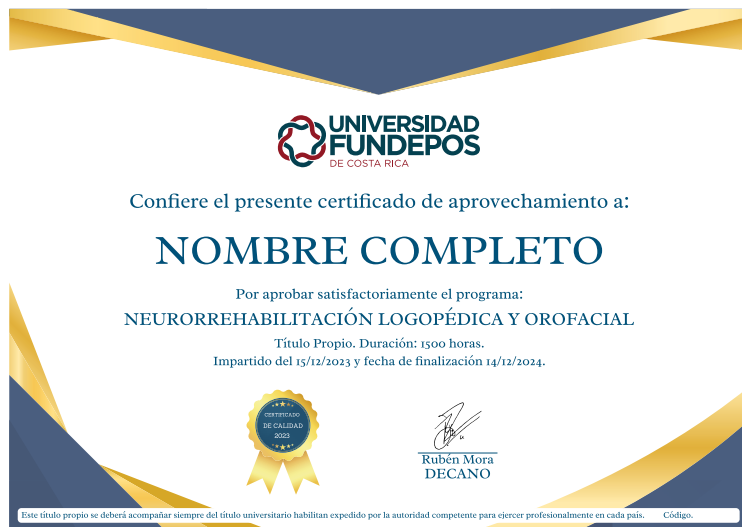 UNIVERSIDAD
FUNDEPOS
DE COSTA RICA
Confiere el presente certificado de aprovechamiento a:
NOMBRE COMPLETO
Por aprobar satisfactoriamente el programa:
NEURORREHABILITACIÓN LOGOPÉDICA Y OROFACIAL
Título Propio. Duración: 1500 horas.
Impartido del 15/12/2023 y fecha de finalización 14/12/2024.
CERTIFICADO
DE CALIDAD
2023
Rubén Mora
DECANO
Este título propio se deberá acompañar siempre del título universitario habilitan expedido por la autoridad competente para ejercer profesionalmente en cada país. Código.